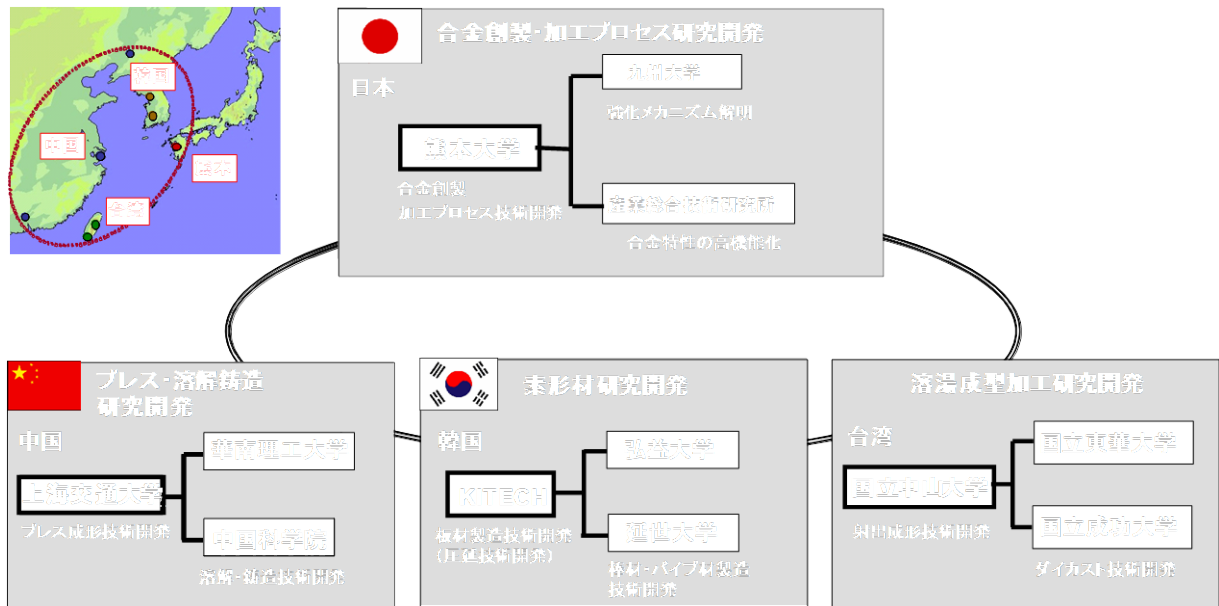 韓国
中国
熊本
台湾
合金創製・加工プロセス研究開発
日本
九州大学
強化メカニズム解明
熊本大学
合金創製
加工プロセス技術開発
産業総合技術研究所
合金特性の高機能化
プレス・溶解鋳造
研究開発
中国
華南理工大学
上海交通大学
プレス成形技術開発
中国科学院
溶解・鋳造技術開発
素形材研究開発
韓国
弘益大学
KITECH
板材製造技術開発
(圧延技術開発)
延世大学
棒材・パイプ材製造
技術開発
溶湯成型加工研究開発
台湾
国立東華大学
国立中山大学
射出成形技術開発
国立成功大学
ダイカスト技術開発